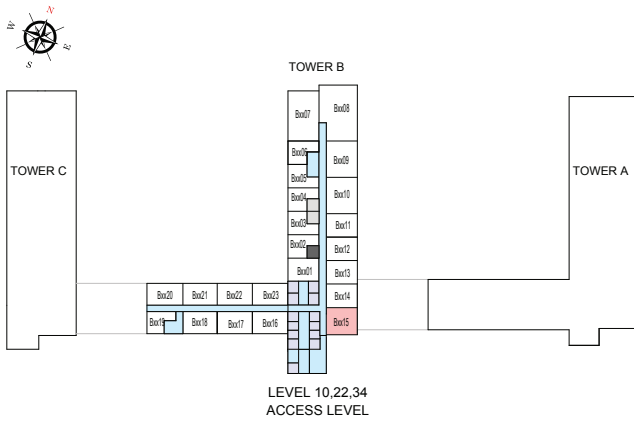 N
W
E
S
TOWER B
Bxx08
Bxx07
Bxx06
Bxx09
TOWER C
TOWER A
Bxx05
Bxx04
Bxx10
Bxx03
Bxx11
Bxx02
Bxx12
Bxx01
Bxx13
Bxx20 Bxx21 Bxx22 Bxx23
Bxx14
Bxx19 Bxx18 Bxx17 Bxx16
Bxx15
LEVEL 10,22,34
ACCESS LEVEL